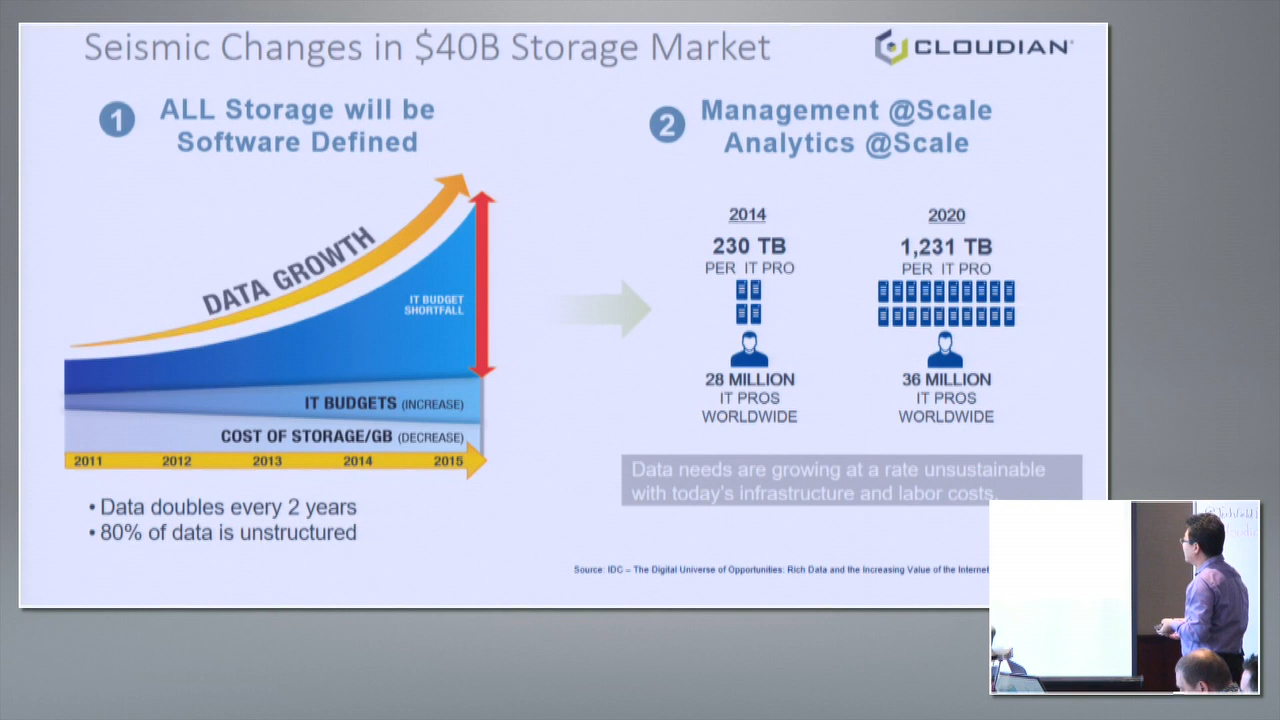 Seismic Changes in $40B Storage Market
CLOUDIAN
1
ALL Storage will be
Software Defined
2
Management @Scale
Analytics @Scale
DATA GROWTH
IT BUDGET
SHORTFALL
IT BUDGETS (INCREASE)
COST OF STORAGE/GB (DECREASE)
2011 2012 2013 2014 2015
• Data doubles every 2 years
• 80% of data is unstructured
2014
230 TB
PER IT PRO
28 MILLION
IT PROS
WORLDWIDE
2020
1,231 TB
PER IT PRO
36 MILLION
IT PROS
WORLDWIDE
Data needs are growing at a rate unsustainable
with today's infrastructure and labor costs.
Source: IDC – The Digital Universe of Opportunities: Rich Data and the Increasing Value of the Internet